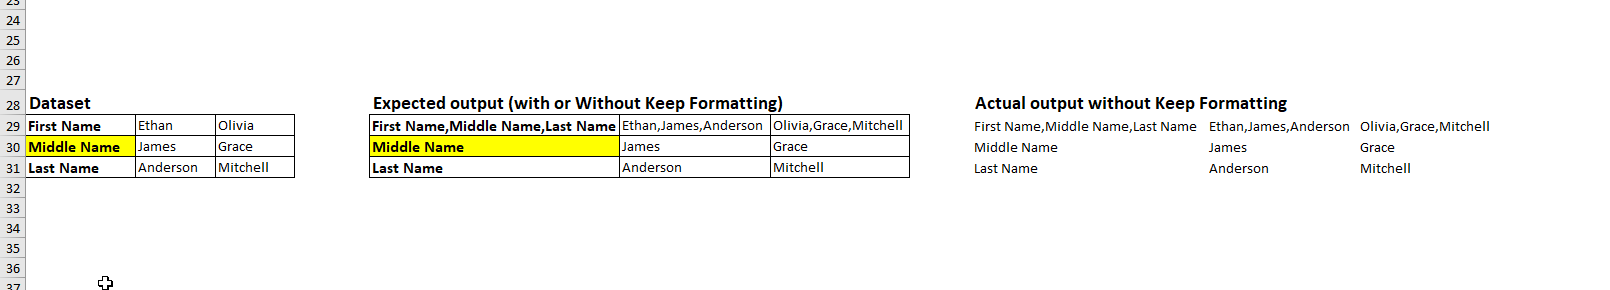 23
24
25
26
27
28 Dataset Expected output (with or Without Keep Formatting) Actual output without Keep Formatting
29 First Name Ethan Olivia First Name,Middle Name,Last Name Ethan,James,Anderson Olivia,Grace,Mitchell First Name,Middle Name,Last Name Ethan,James,Anderson Olivia,Grace,Mitchell
30 Middle Name James Grace Middle Name James Grace Middle Name James Grace
31 Last Name Anderson Mitchell Last Name Anderson Mitchell Last Name Anderson Mitchell
32
33
34
35
36
37